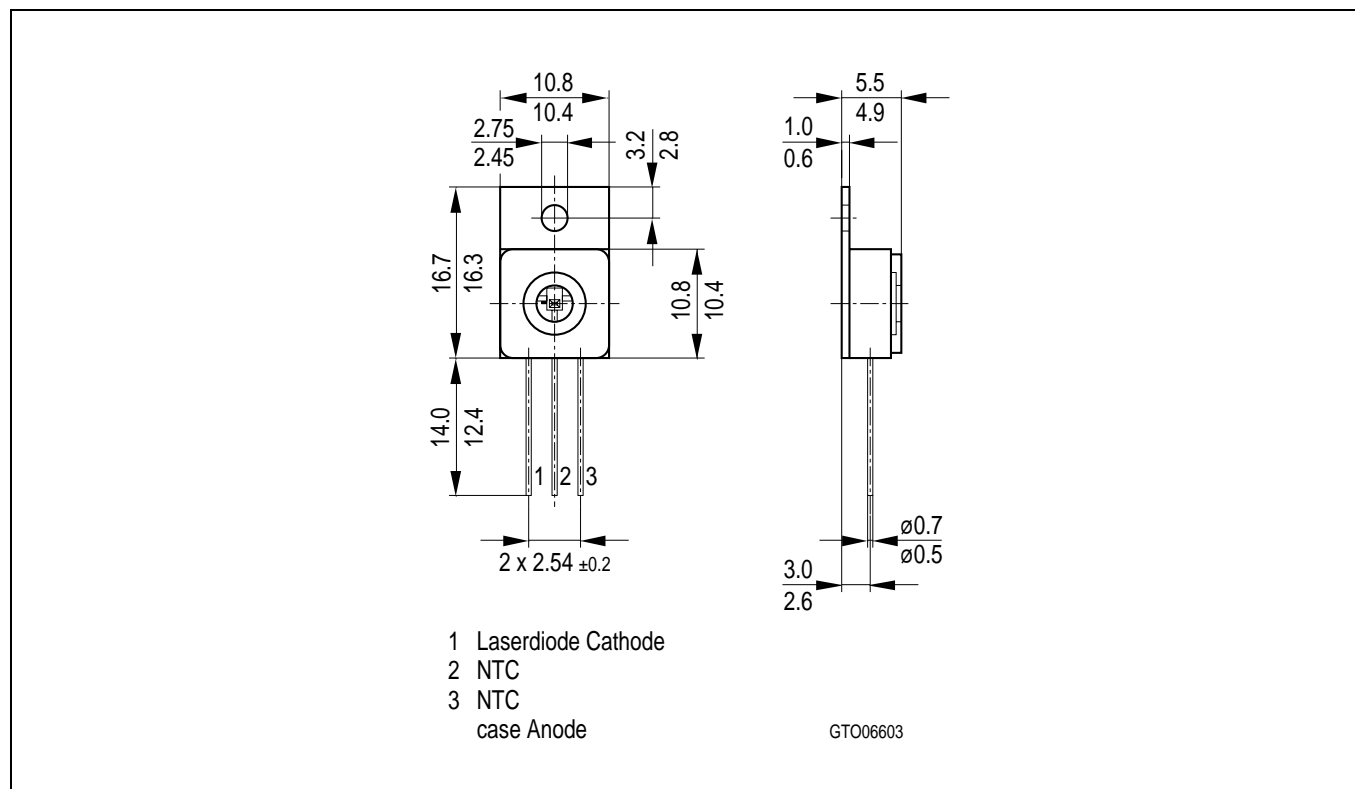 10.8
10.4
5.5
4.9
2.75
2.45
3.2
2.8
1.0
0.6
16.7
16.3
10.8
10.4
14.0
12.4
1 2 3
2 x 2.54 ±0.2
ø0.7
ø0.5
3.0
2.6
1 Laserdiode Cathode
2 NTC
3 NTC
case Anode
GTO06603